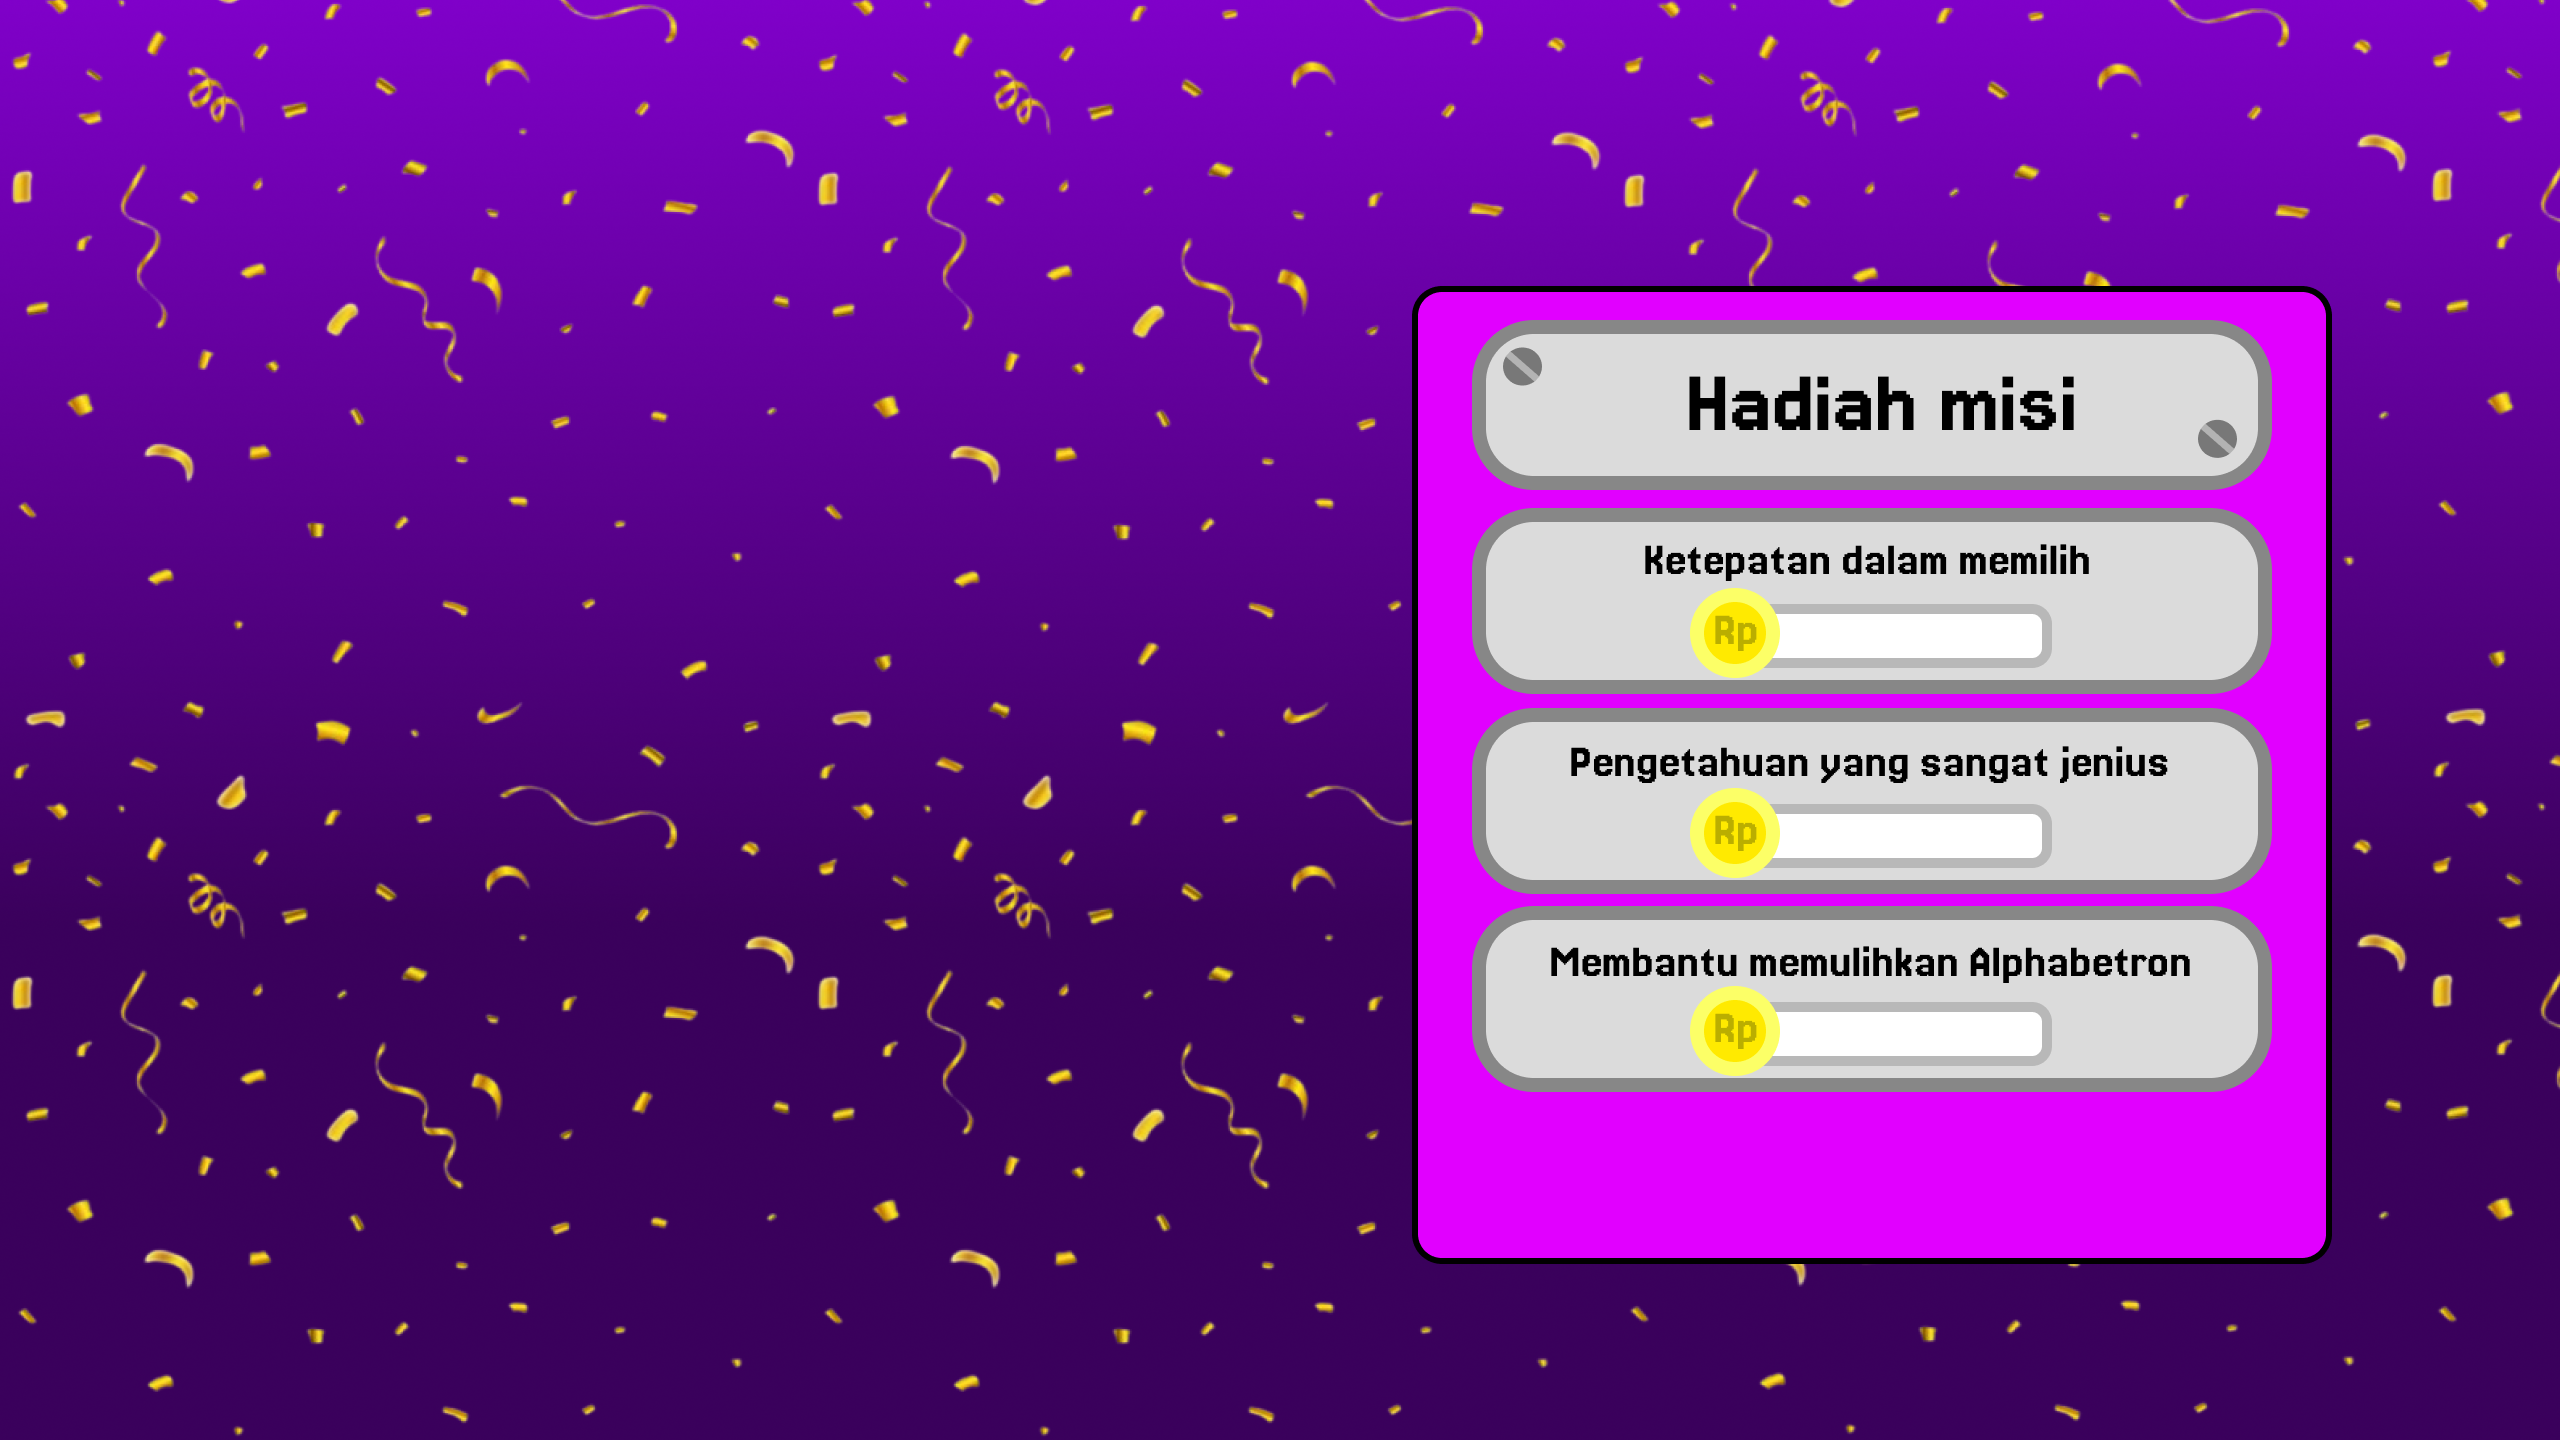 Hadiah misi
Ketepatan dalam memilih
Rp
Pengetahuan yang sangat jenius
Rp
Membantu memulihkan Alphabetron
Rp